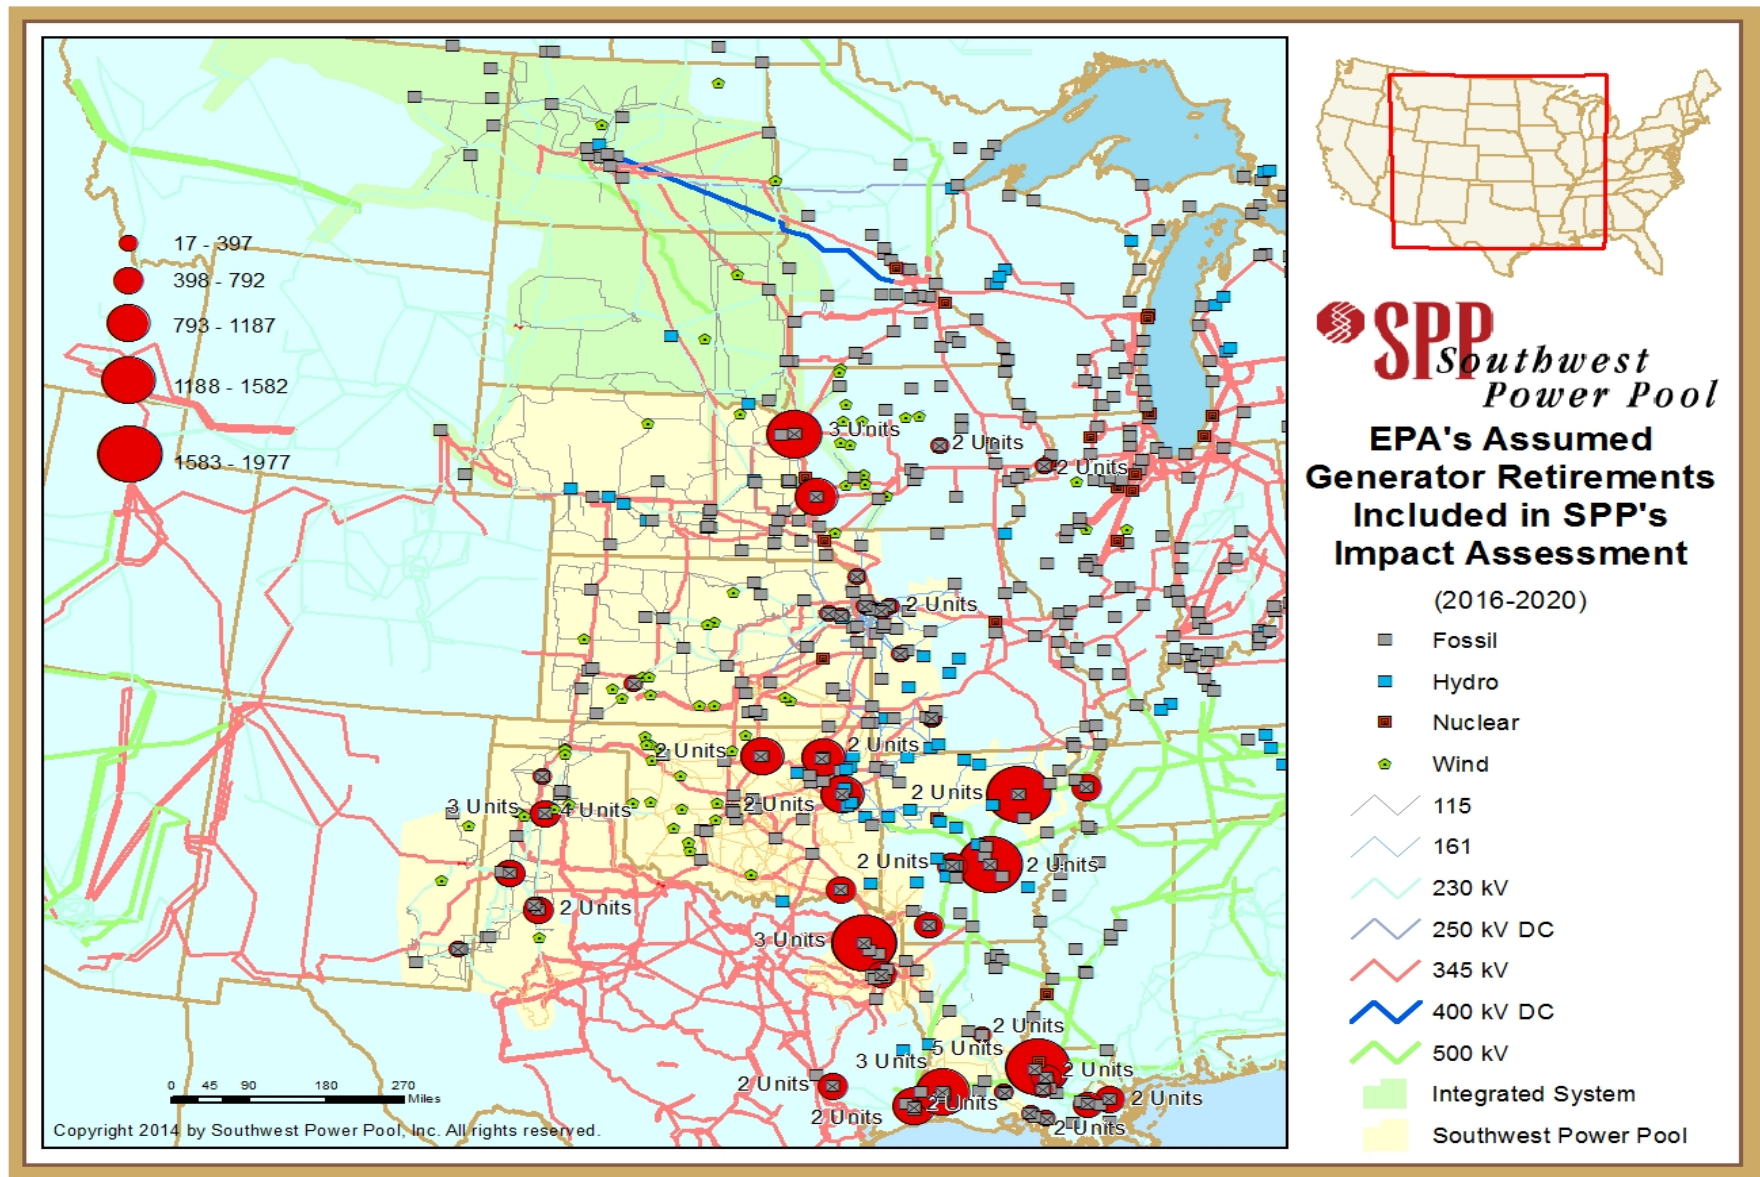 17 - 397
398 - 792
793 - 1187
1188 - 1582
1583 - 1977
3 Units
2 Units
2 Units
2 Units
2 Units
2 Units
3 Units
4 Units
2 Units
2 Units
2 Units
2 Units
2 Units
3 Units
2 Units
5 Units
3 Units
2 Units
2 Units
2 Units
2 Units
2 Units
2 Units
0 45 90 180 270
Miles
Copyright 2014 by Southwest Power Pool, Inc. All rights reserved.
SPP
Southwest
Power Pool
EPA's Assumed
Generator Retirements
Included in SPP's
Impact Assessment
(2016-2020)
Fossil
Hydro
Nuclear
Wind
115
161
230 kV
250 kV DC
345 kV
400 kV DC
500 kV
Integrated System
Southwest Power Pool